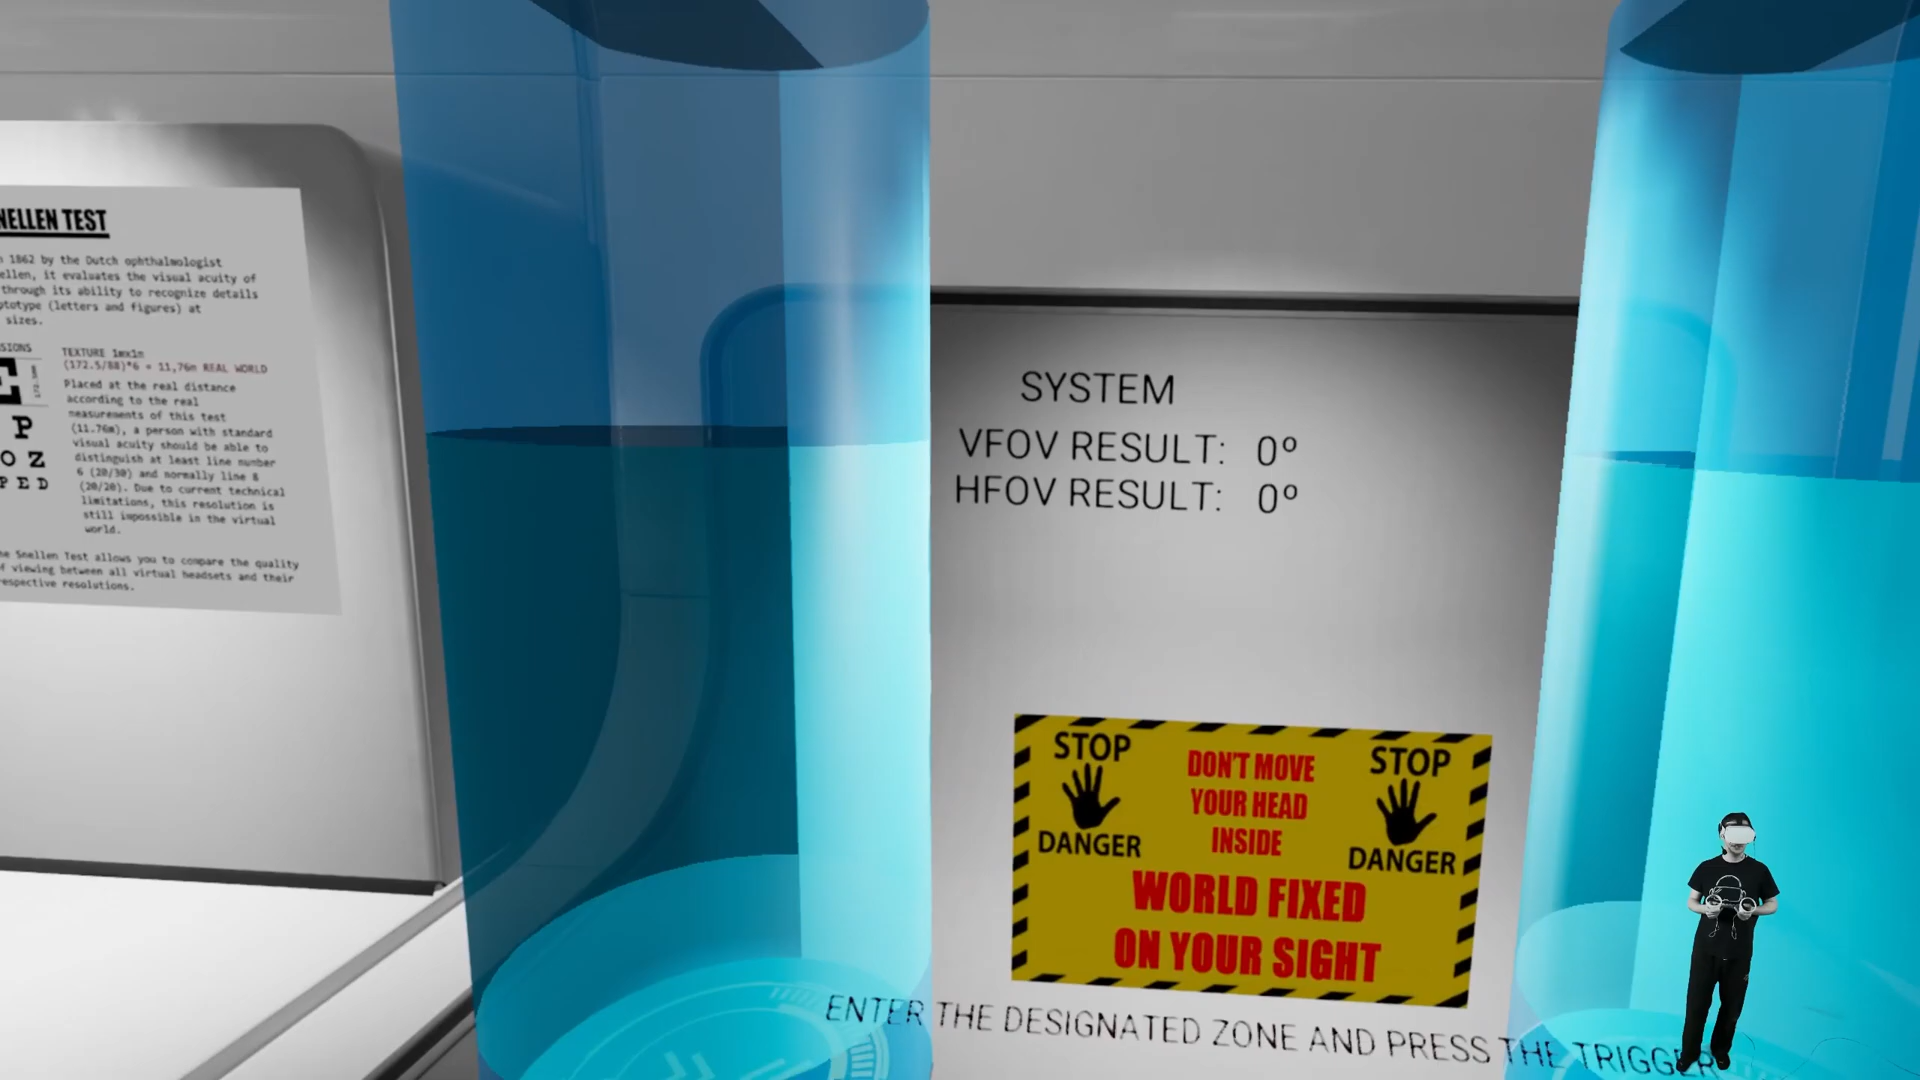 NELLEN TEST
1862 by the Dutch ophthalmologist
ellen, it evaluates the visual acuity of
through its ability to recognize details
ptotype (letters and figures) at
sizes.
SIONS
E
P
O Z
P E D
TEXTURE 1mx1m
(172.5/88)*6 = 11,76m REAL WORLD
Placed at the real distance
according to the real
measurements of this test
(11.76m), a person with standard
visual acuity should be able to
distinguish at least line number
6 (20/30) and normally line 8
(20/20). Due to current technical
limitations, this resolution is
still impossible in the virtual
world.
he Snellen Test allows you to compare the quality
f viewing between all virtual headsets and their
respective resolutions.
SYSTEM
VFOV RESULT: 0º
HFOV RESULT: 0º
STOP
DANGER
DON'T MOVE
YOUR HEAD
INSIDE
STOP
DANGER
WORLD FIXED
ON YOUR SIGHT
ENTER THE DESIGNATED ZONE AND PRESS THE TRIGGER